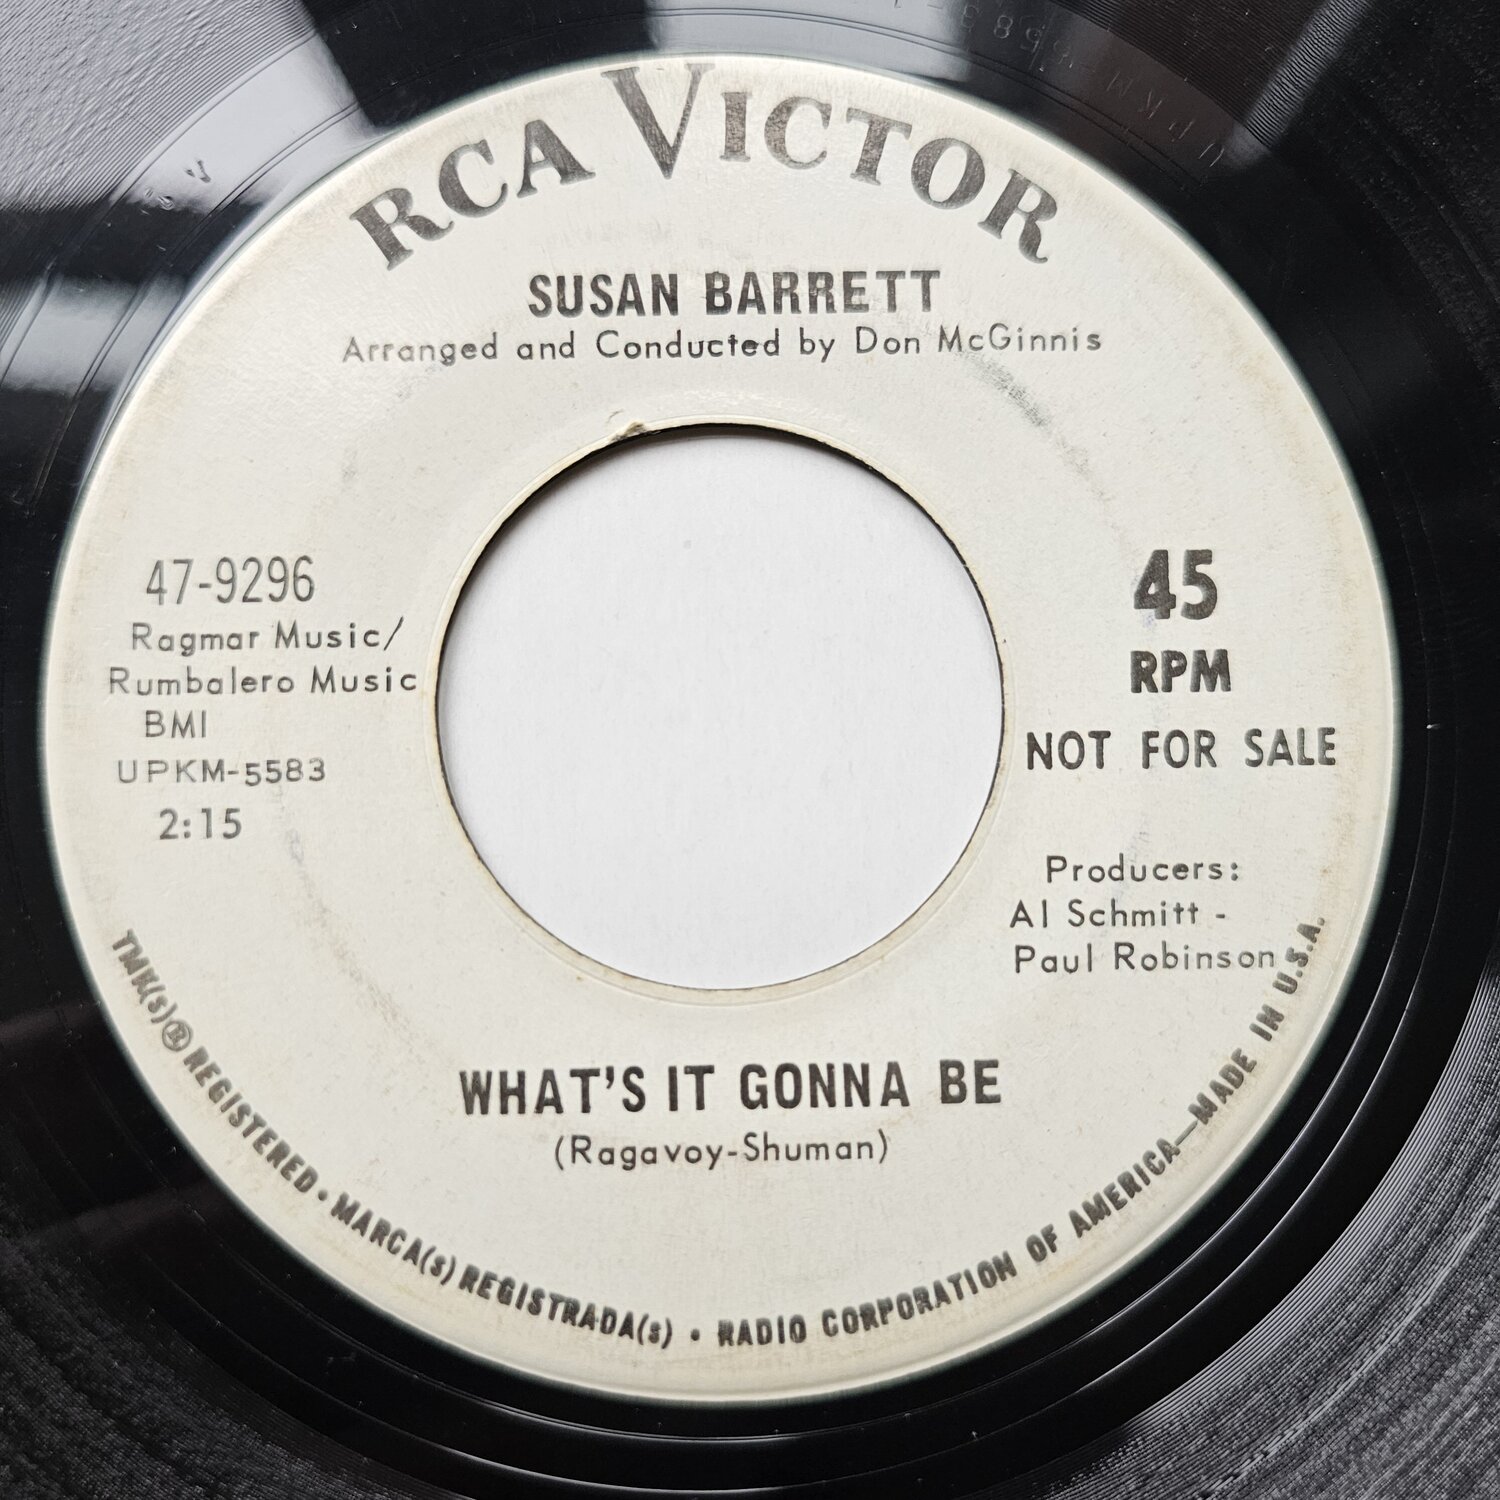 RCA VICTOR
SUSAN BARRETT
Arranged and Conducted by Don McGinnis
47-9296
Ragmar Music/
Rumbalero Music
BMI
UPKM-5583
2:15
45
RPM
NOT FOR SALE
Producers:
Al Schmitt -
Paul Robinson
WHAT'S IT GONNA BE
(Ragavoy-Shuman)
TMK(s) ® REGISTERED • MARCA(s) REGISTRADA(s) • RADIO CORPORATION OF AMERICA—MADE IN U.S.A.